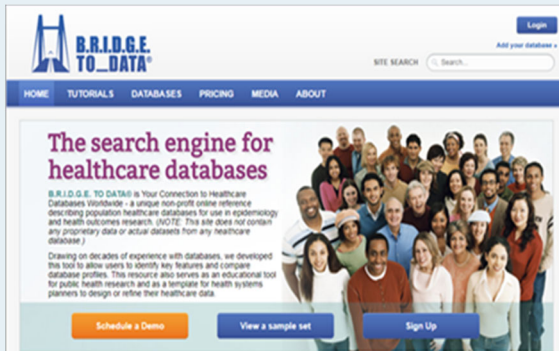 Login
B.R.I.D.G.E.
TO_DATA®
Add your database »
SITE SEARCH
Search...
HOME TUTORIALS DATABASES PRICING MEDIA ABOUT
The search engine for
healthcare databases
B.R.I.D.G.E. TO DATA® is Your Connection to Healthcare
Databases Worldwide - a unique non-profit online reference
describing population healthcare databases for use in epidemiology
and health outcomes research. (NOTE: This site does not contain
any proprietary data or actual datasets from any healthcare
database.)
Drawing on decades of experience with databases, we developed
this tool to allow users to identify key features and compare
database profiles. This resource also serves as an educational tool
for public health research and as a template for health systems
planners to design or refine their healthcare data.
Schedule a Demo View a sample set Sign Up